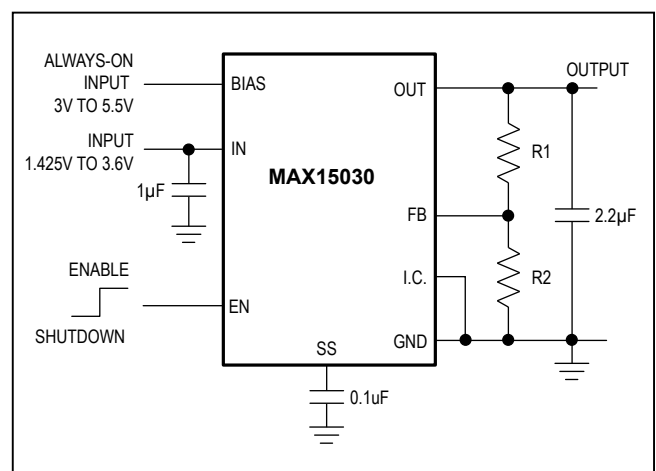 ALWAYS-ON
INPUT
3V TO 5.5V
BIAS
OUT
OUTPUT
INPUT
1.425V TO 3.6V
IN
MAX15030
R1
1µF
FB
2.2µF
ENABLE
I.C.
R2
EN
SHUTDOWN
GND
SS
0.1uF